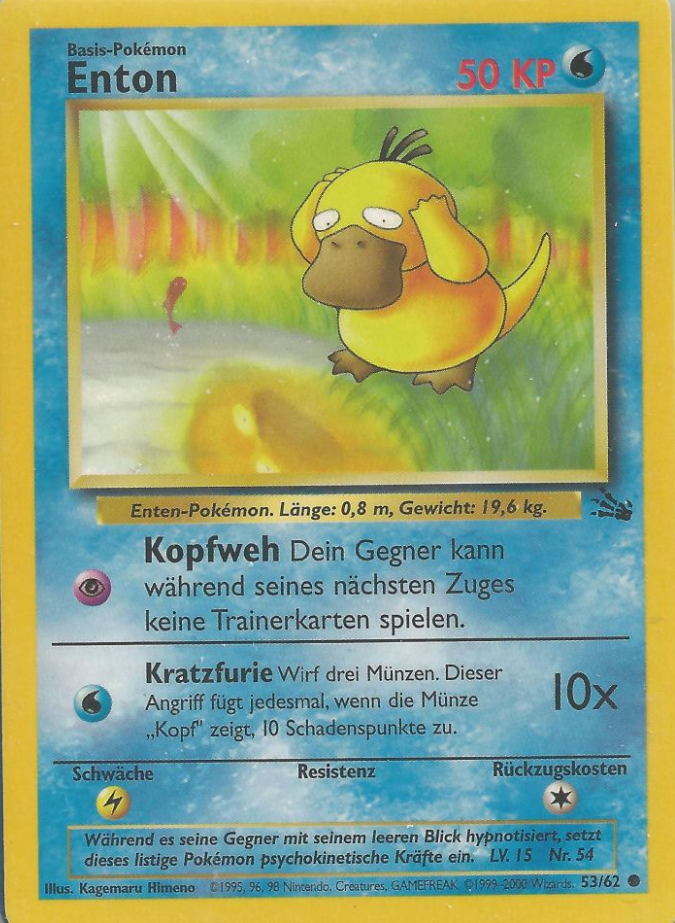 Basis-Pokémon
Enton
50 KP
Enten-Pokémon. Länge: 0,8 m, Gewicht: 19,6 kg.
Kopfweh Dein Gegner kann
während seines nächsten Zuges
keine Trainerkarten spielen.
Kratzfurie Wirf drei Münzen. Dieser
Angriff fügt jedesmal, wenn die Münze
„Kopf" zeigt, 10 Schadenspunkte zu.
10x
Schwäche Resistenz Rückzugskosten
Während es seine Gegner mit seinem leeren Blick hypnotisiert, setzt
dieses listige Pokémon psychokinetische Kräfte ein. LV. 15 Nr. 54
Illus. Kagemaru Himeno ©1995, 96, 98 Nintendo, Creatures, GAMEFREAK. ©1999-2000 Wizards. 53/62